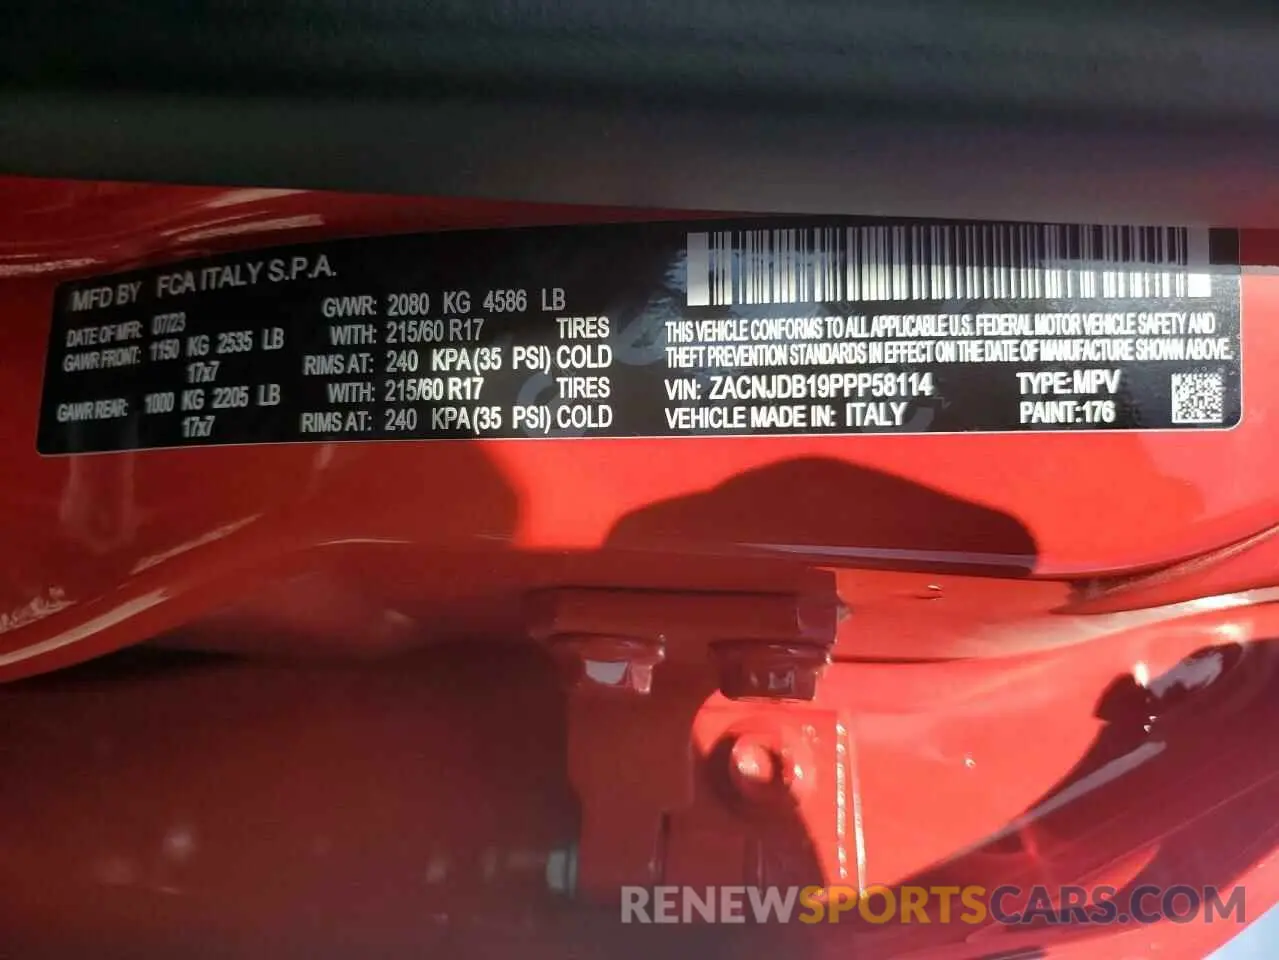 MFD BY FCA ITALY S.P.A.
DATE OF MFR: 07/23 GVWR: 2080 KG 4586 LB
GAWR FRONT: 1150 KG 2535 LB WITH: 215/60 R17 TIRES
17x7 RIMS AT: 240 KPA(35 PSI) COLD
GAWR REAR: 1000 KG 2205 LB WITH: 215/60 R17 TIRES
17x7 RIMS AT: 240 KPA(35 PSI) COLD
THIS VEHICLE CONFORMS TO ALL APPLICABLE U.S. FEDERAL MOTOR VEHICLE SAFETY AND
THEFT PREVENTION STANDARDS IN EFFECT ON THE DATE OF MANUFACTURE SHOWN ABOVE.
VIN: ZACNJDB19PPP58114 TYPE: MPV
VEHICLE MADE IN: ITALY PAINT: 176
RENEWSPORTSCARS.COM